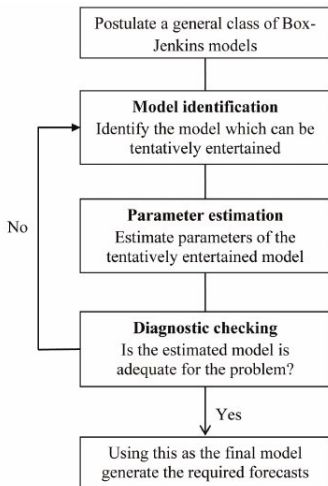 Postulate a general class of Box-
Jenkins models
Model identification
Identify the model which can be
tentatively entertained
No
Parameter estimation
Estimate parameters of the
tentatively entertained model
Diagnostic checking
Is the estimated model is
adequate for the problem?
Yes
Using this as the final model
generate the required forecasts